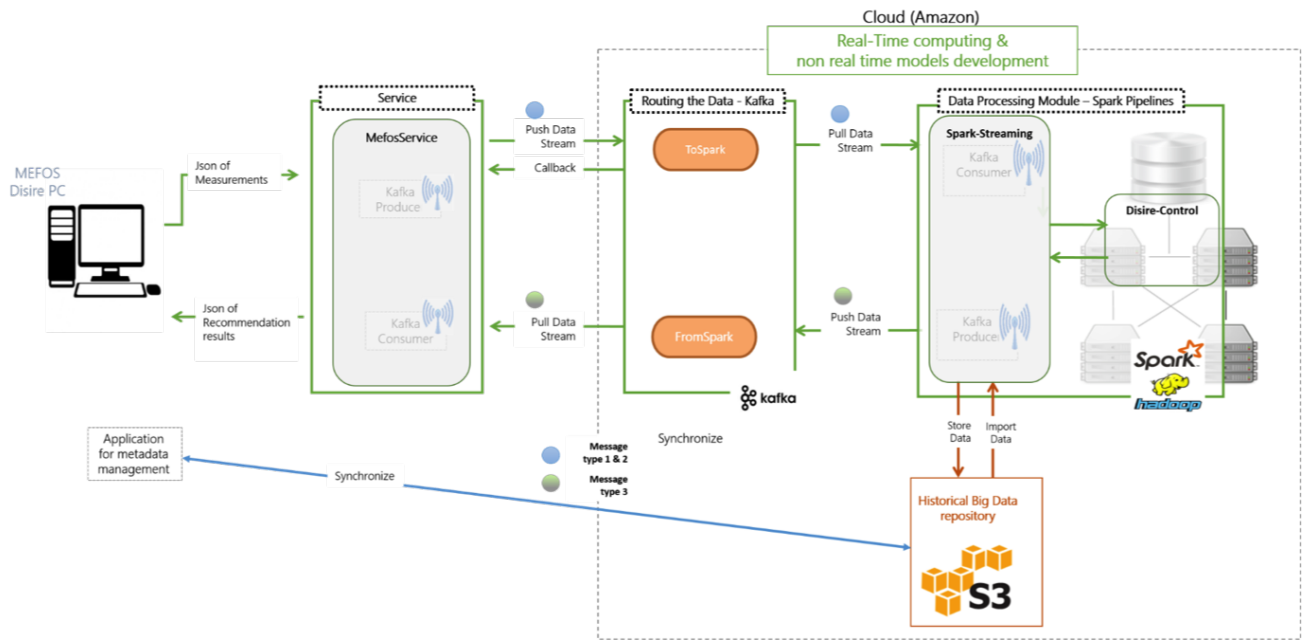 Cloud (Amazon)
Real-Time computing &
non real time models development
Service
Routing the Data - Kafka
Data Processing Module – Spark Pipelines
MefosService
Push Data
Stream
ToSpark
Pull Data
Stream
Spark-Streaming
Kafka
Consumer
MEFOS
Disire PC
Json of
Measurements
Callback
Kafka
Produce
Disire-Control
Json of
Recommendation
results
Kafka
Consumer
Pull Data
Stream
FromSpark
Push Data
Stream
Kafka
Produce
Spark
hadoop
kafka
Application
for metadata
management
Synchronize
Message
type 1 & 2
Message
type 3
Synchronize
Store
Data
Import
Data
Historical Big Data
repository
S3